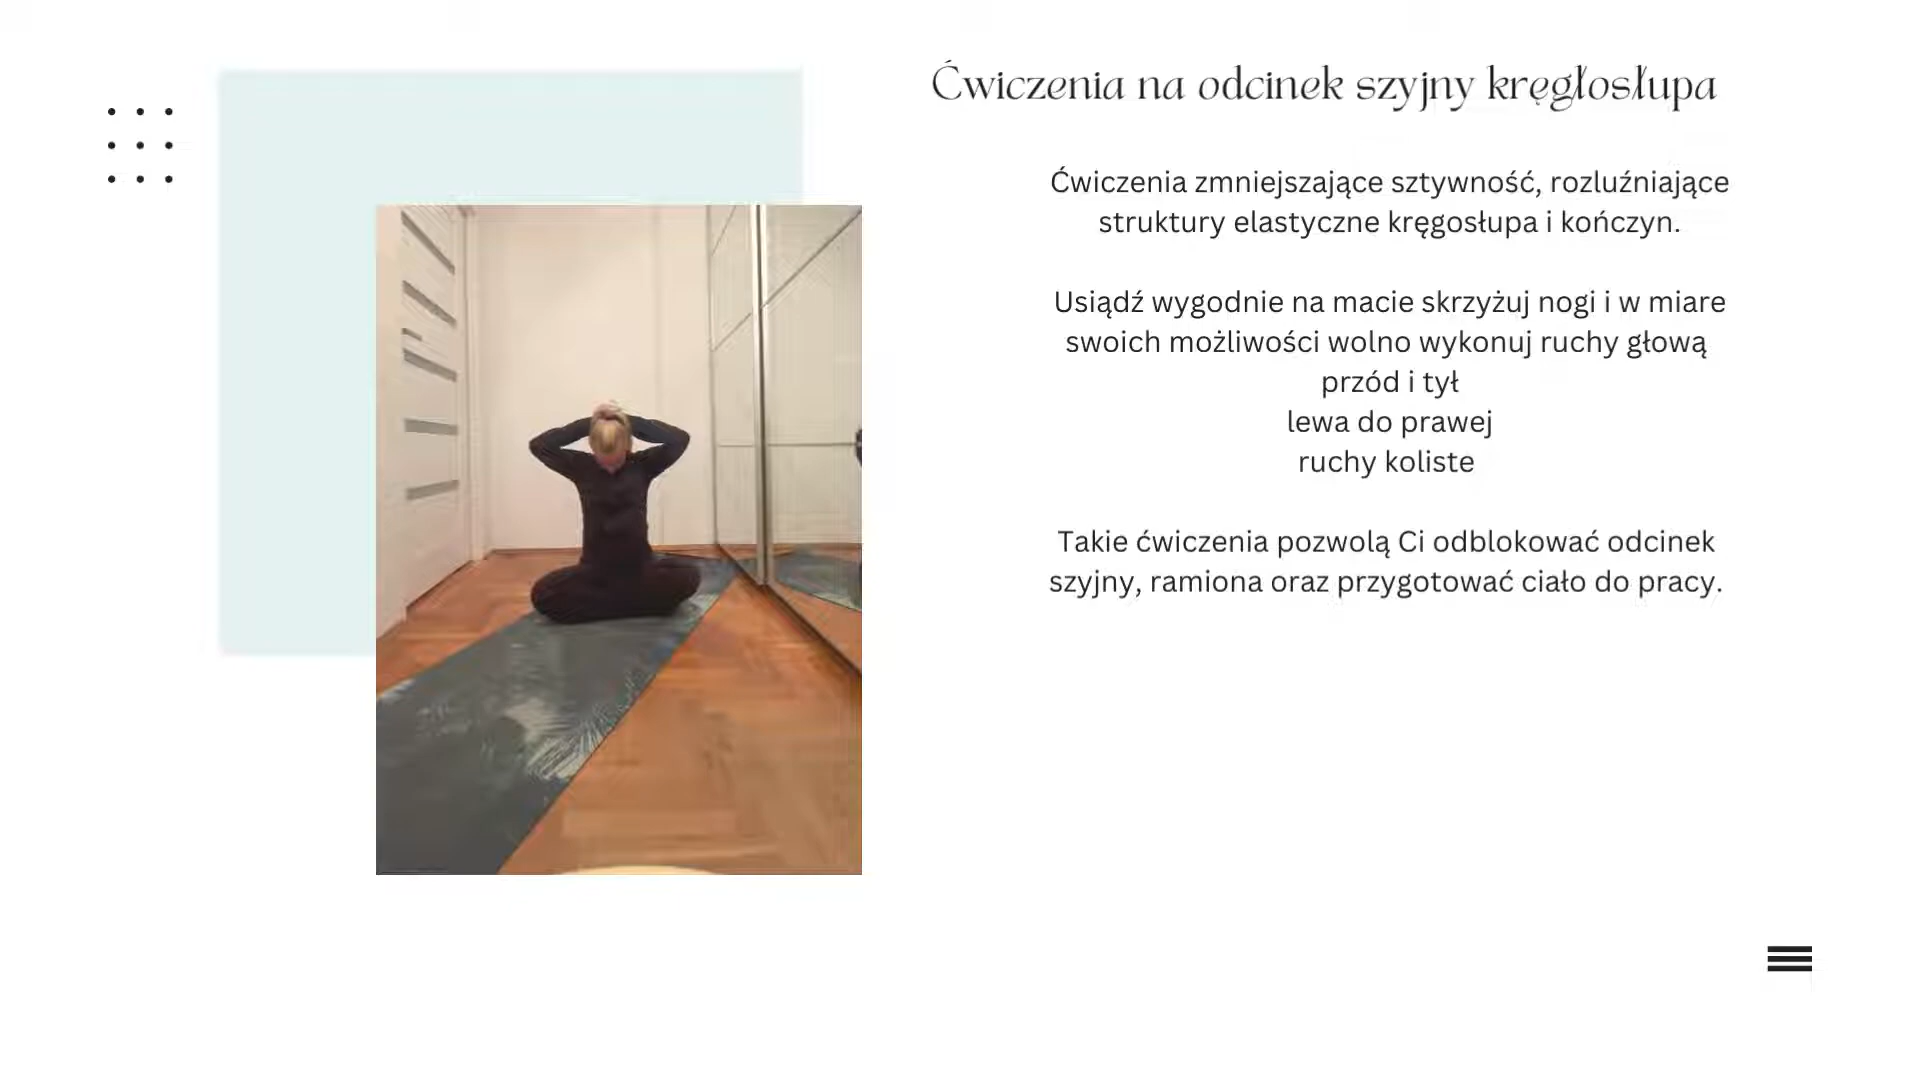 Ćwiczenia na odcinek szyjny kręgłosłupa
Ćwiczenia zmniejszające sztywność, rozluźniające
struktury elastyczne kręgosłupa i kończyn.
Usiądź wygodnie na macie skrzyżuj nogi i w miare
swoich możliwości wolno wykonuj ruchy głową
przód i tył
lewa do prawej
ruchy koliste
Takie ćwiczenia pozwolą Ci odblokować odcinek
szyjny, ramiona oraz przygotować ciało do pracy.